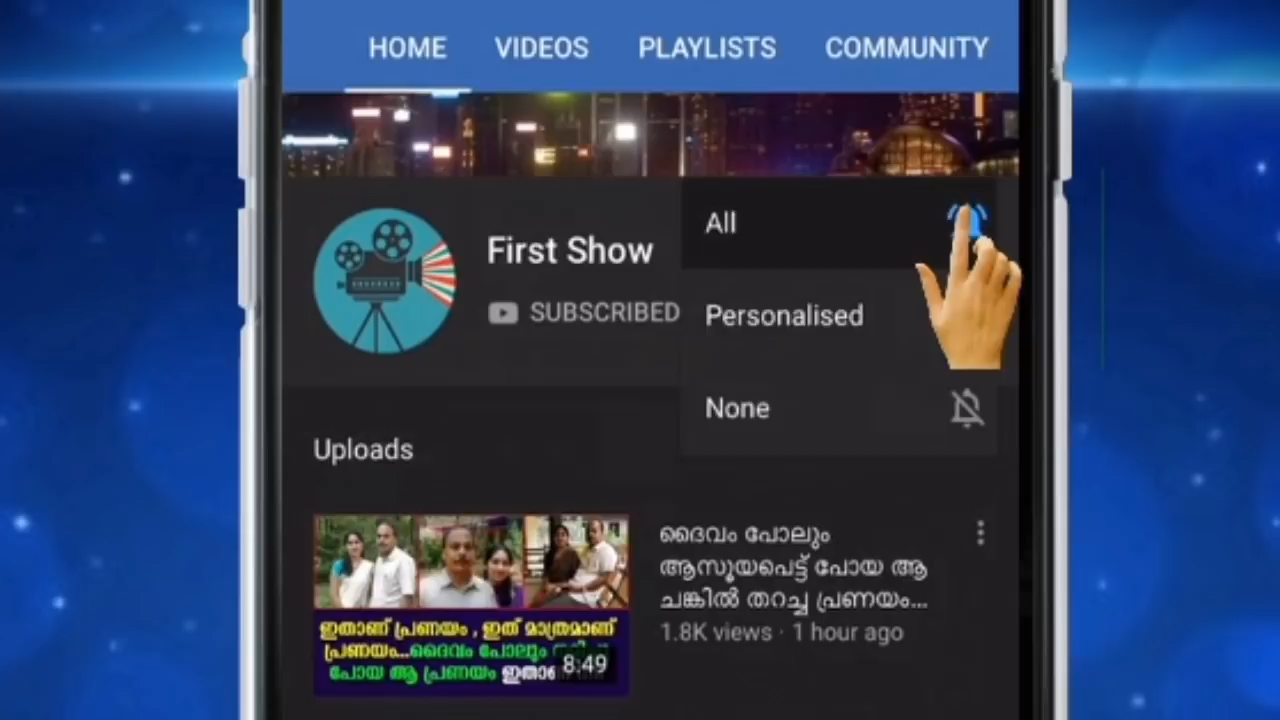 HOME VIDEOS PLAYLISTS COMMUNITY
First Show
SUBSCRIBED
All
Personalised
None
Uploads
ദൈവം പോലും
ആസൂയപെട്ട് പോയ ആ
ചങ്കിൽ തറച്ച പ്രണയം...
1.8K views · 1 hour ago
ഇതാണ് പ്രണയം , ഇത് മാത്രമാണ്
പ്രണയം...ദൈവം പോലും
പോയ ആ പ്രണയം
8:49